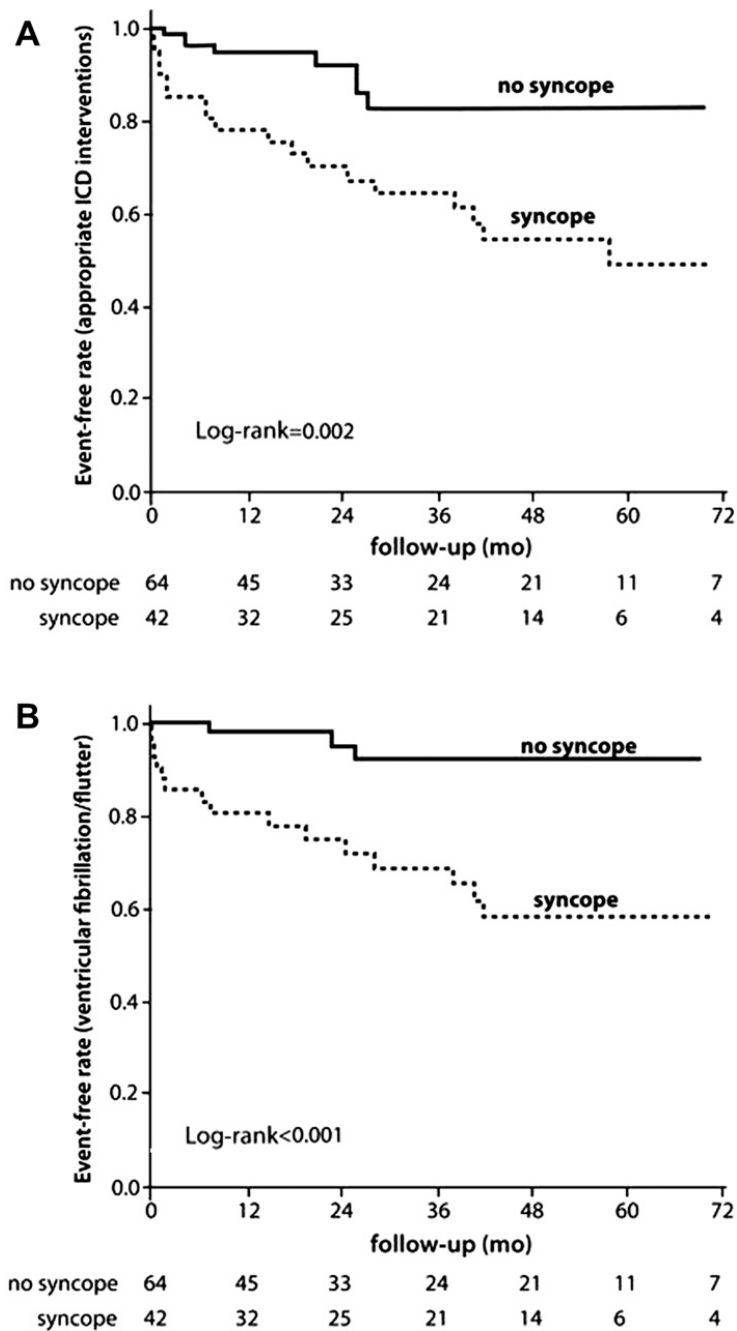 A
Event-free rate (appropriate ICD interventions)
1.0
0.8
0.6
0.4
0.2
0.0
no syncope
syncope
Log-rank=0.002
0 12 24 36 48 60 72
follow-up (mo)
no syncope 64 45 33 24 21 11 7
syncope 42 32 25 21 14 6 4
B
Event-free rate (ventricular fibrillation/flutter)
1.0
0.8
0.6
0.4
0.2
0.0
no syncope
syncope
Log-rank<0.001
0 12 24 36 48 60 72
follow-up (mo)
no syncope 64 45 33 24 21 11 7
syncope 42 32 25 21 14 6 4